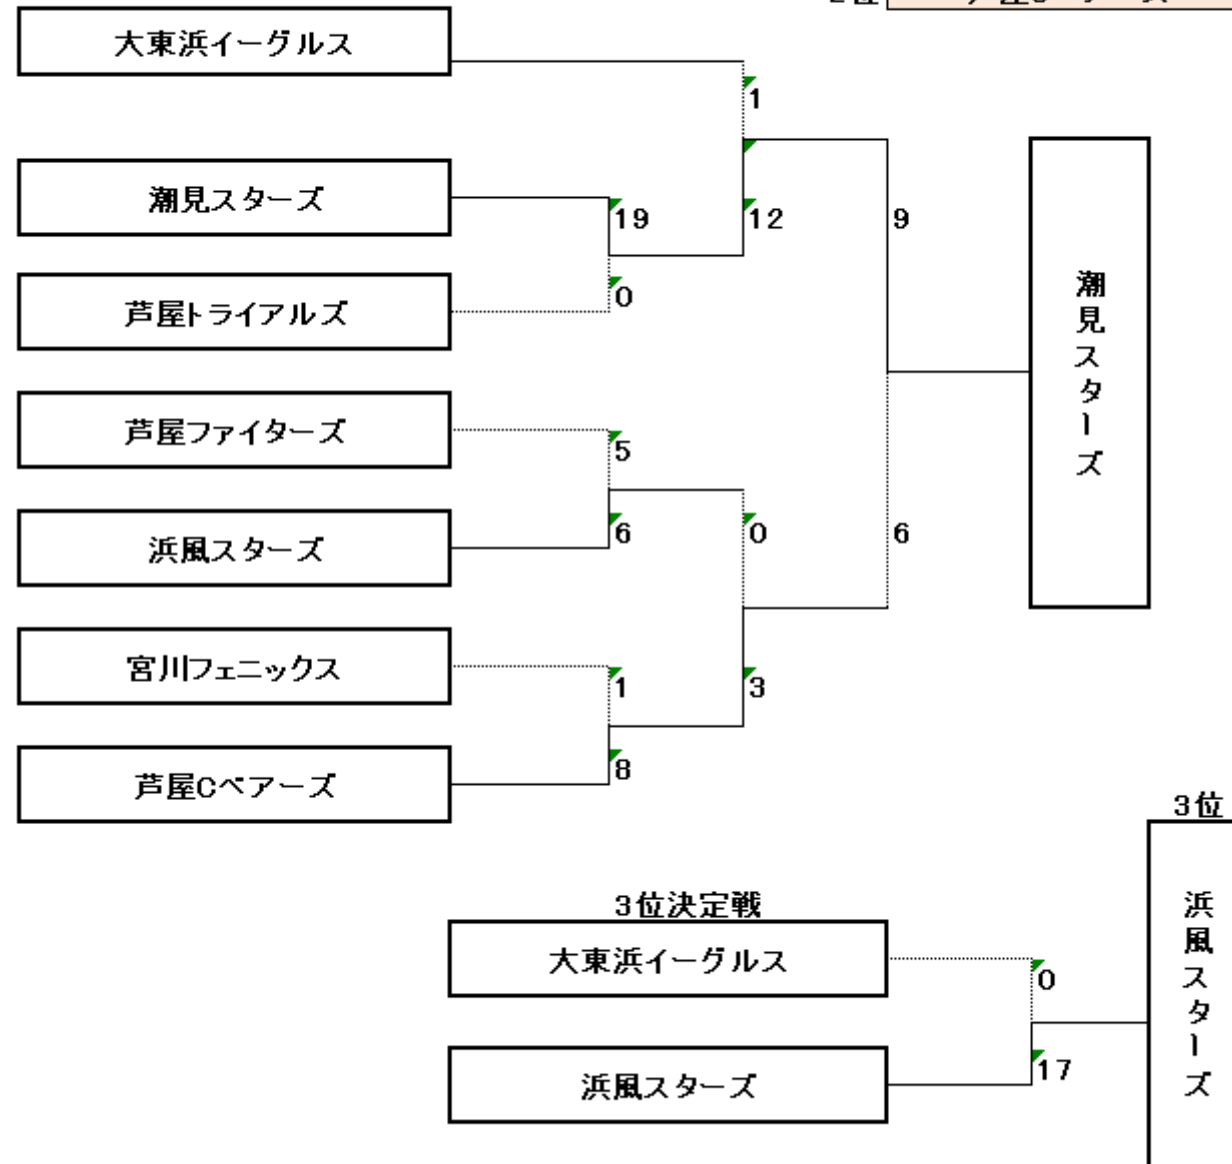 大東浜イーグルス
1
潮見スターズ
19
12
9
芦屋トライアルズ
0
潮見スターズ
芦屋ファイターズ
5
浜風スターズ
6
0
6
宮川フェニックス
1
3
芦屋Cベアーズ
8
3位
3位決定戦
大東浜イーグルス
0
浜風スターズ
浜風スターズ
17